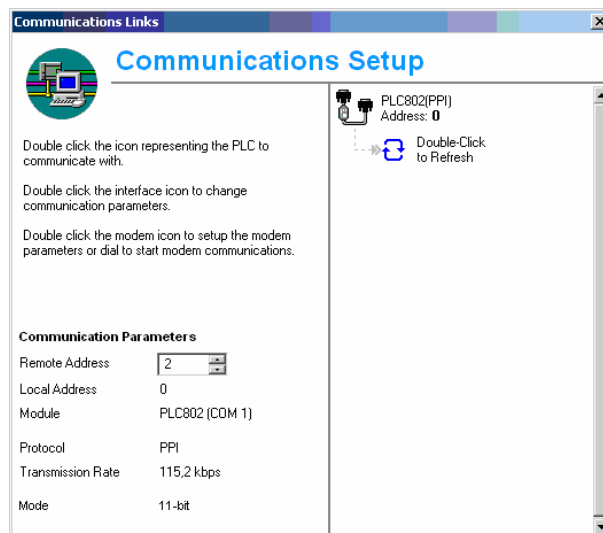 Communications Links
Communications Setup
Double click the icon representing the PLC to
communicate with.
Double click the interface icon to change
communication parameters.
Double click the modem icon to setup the modem
parameters or dial to start modem communications.
Communication Parameters
Remote Address 2
Local Address 0
Module PLC802 (COM 1)
Protocol PPI
Transmission Rate 115,2 kbps
Mode 11-bit
PLC802(PPI)
Address: 0
Double-Click
to Refresh